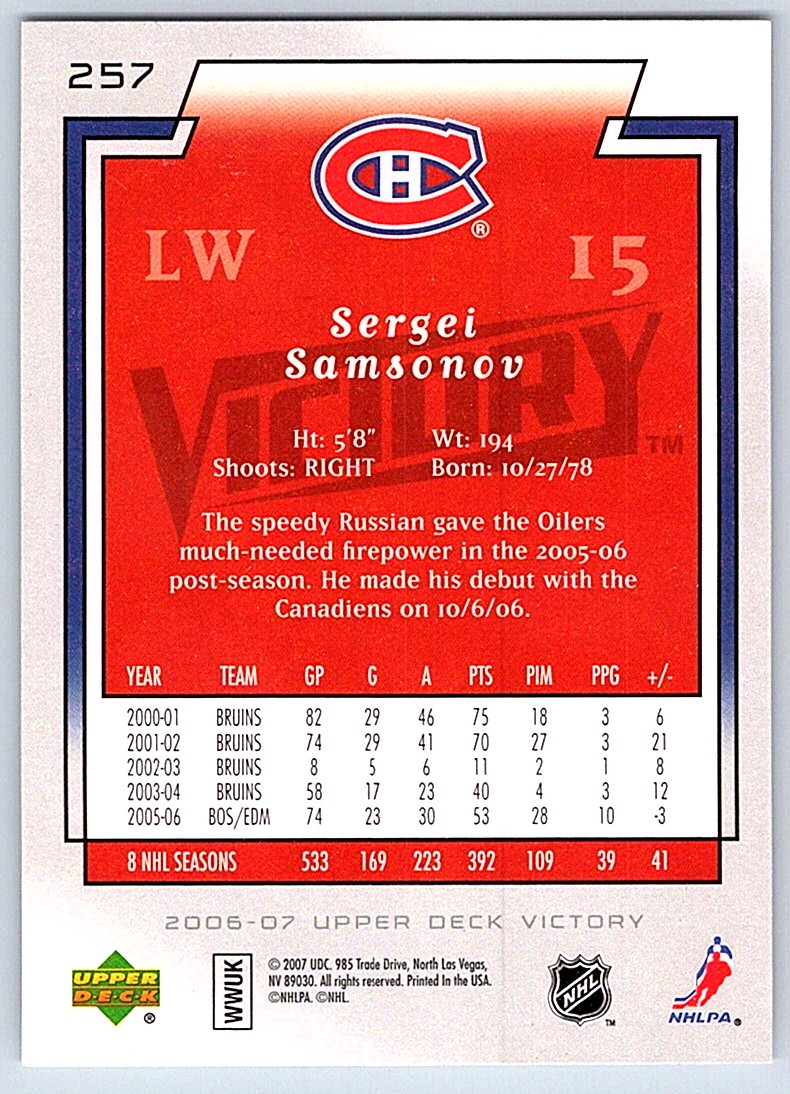 257
®
LW 15
Sergei
Samsonov
VICTORY TM
Ht: 5'8" Wt: 194
Shoots: RIGHT Born: 10/27/78
The speedy Russian gave the Oilers
much-needed firepower in the 2005-06
post-season. He made his debut with the
Canadiens on 10/6/06.
YEAR TEAM GP G A PTS PIM PPG +/-
2000-01 BRUINS 82 29 46 75 18 3 6
2001-02 BRUINS 74 29 41 70 27 3 21
2002-03 BRUINS 8 5 6 11 2 1 8
2003-04 BRUINS 58 17 23 40 4 3 12
2005-06 BOS/EDM 74 23 30 53 28 10 -3
8 NHL SEASONS 533 169 223 392 109 39 41
2006-07 UPPER DECK VICTORY
UPPER
DECK
®
WWUK
© 2007 UDC. 985 Trade Drive, North Las Vegas,
NV 89030. All rights reserved. Printed in the USA.
©NHLPA. ©NHL.
NHL
TM
NHLPA®